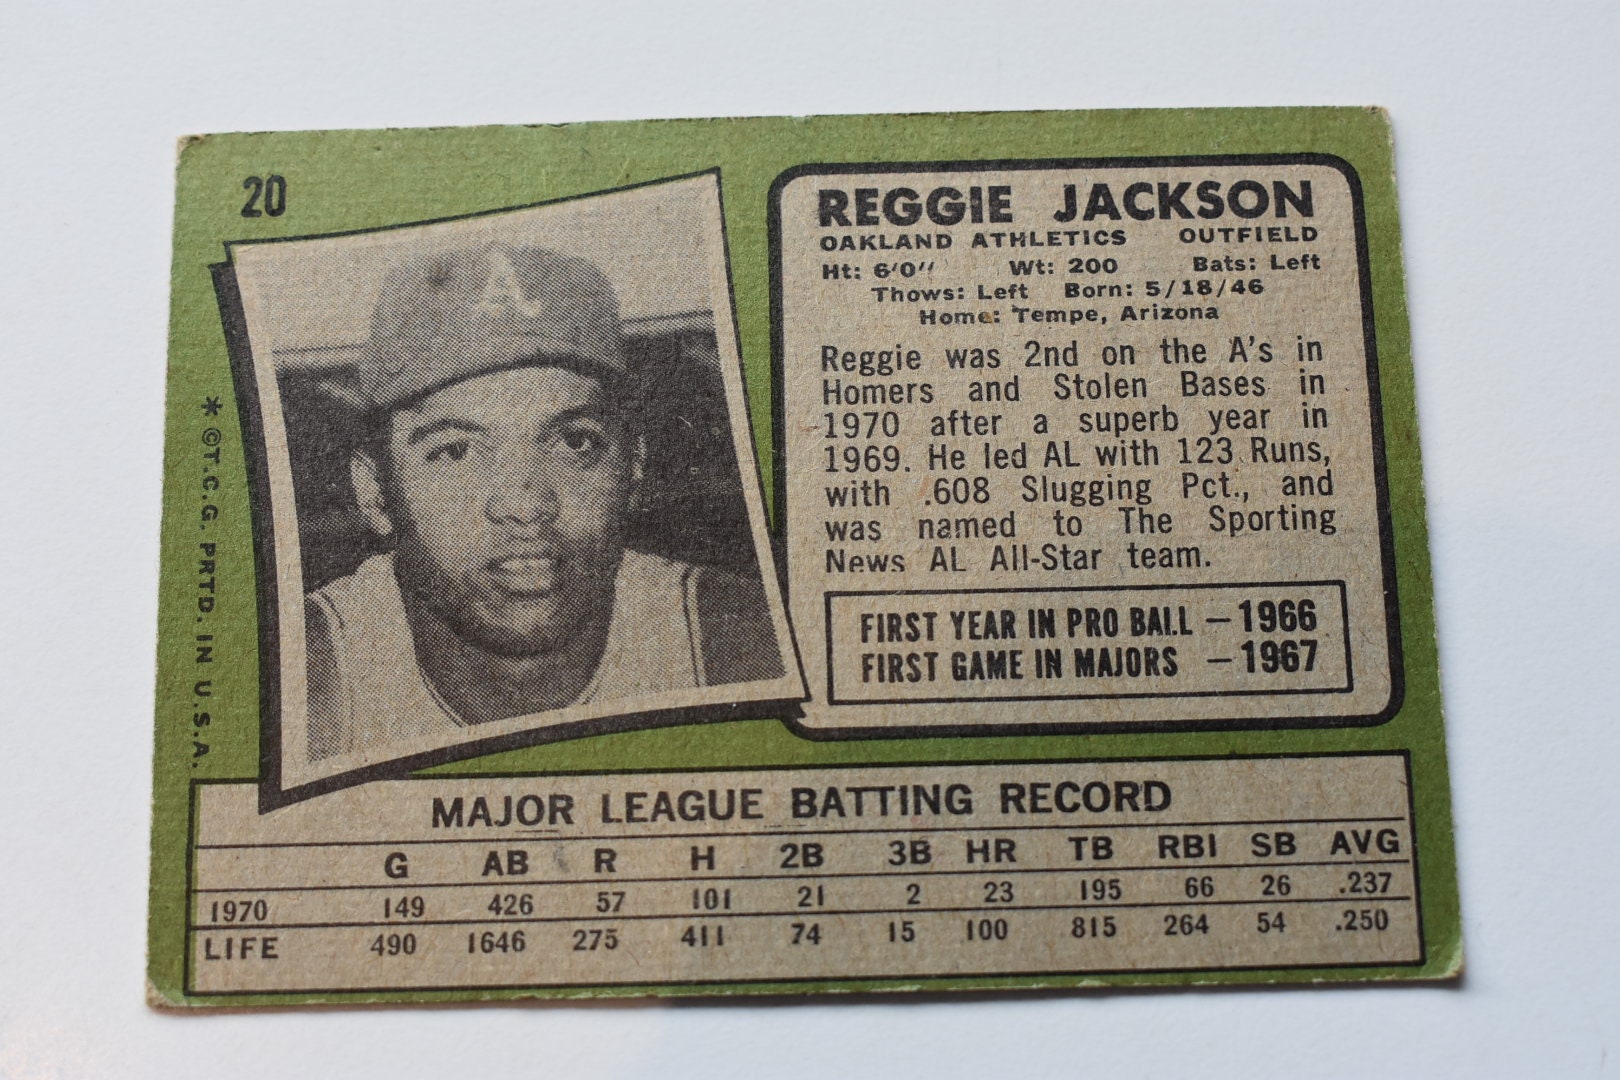 20
A
* ©T.C.G. PRTD. IN U.S.A.
REGGIE JACKSON
OAKLAND ATHLETICS OUTFIELD
Ht: 6'0" Wt: 200 Bats: Left
Thows: Left Born: 5/18/46
Home: Tempe, Arizona
Reggie was 2nd on the A's in
Homers and Stolen Bases in
1970 after a superb year in
1969. He led AL with 123 Runs,
with .608 Slugging Pct., and
was named to The Sporting
News AL All-Star team.
FIRST YEAR IN PRO BALL – 1966
FIRST GAME IN MAJORS – 1967
MAJOR LEAGUE BATTING RECORD
G AB R H 2B 3B HR TB RBI SB AVG
1970 149 426 57 101 21 2 23 195 66 26 .237
LIFE 490 1646 275 411 74 15 100 815 264 54 .250